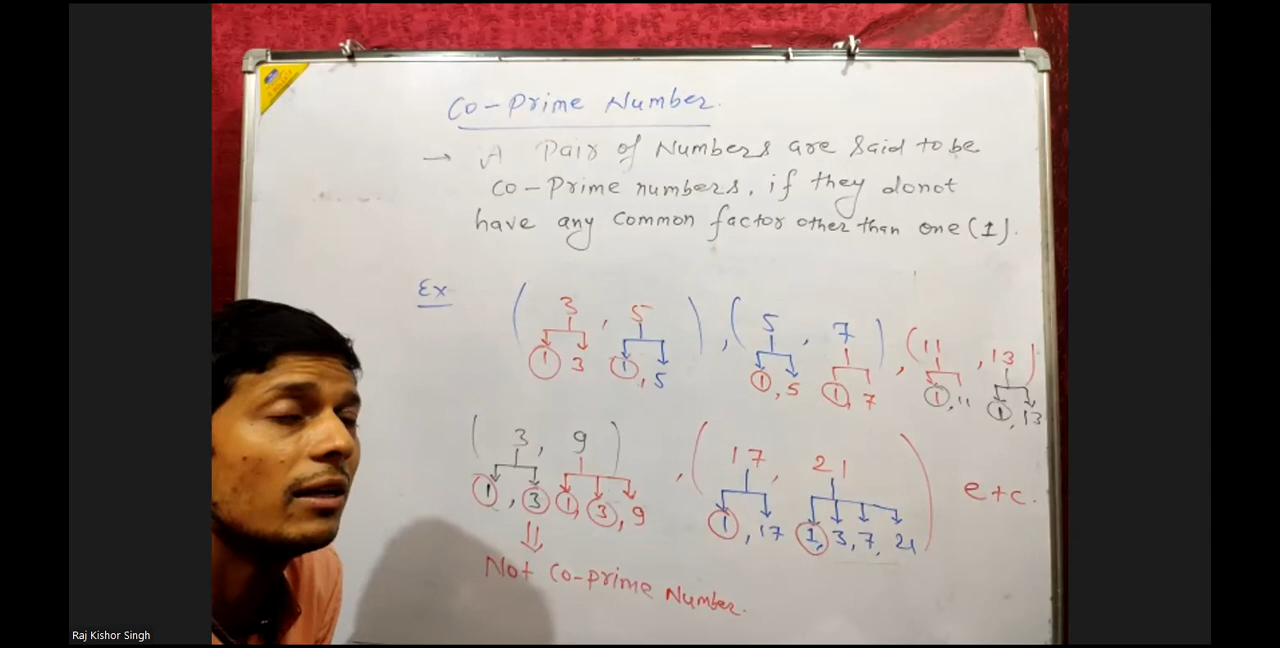 Co-Prime Number.
→ A Pair of Numbers are Said to be
Co-Prime numbers, if they donot
have any Common factor other than one (1).
Ex
(3, 5), (5, 7), (11, 13)
1 3 1, 5 1, 5 1, 7 1, 11 1, 13
(3, 9), (17, 21) etc.
1, 3 1, 3, 9 1, 17 1, 3, 7, 21
⇓
Not Co-prime Number.
Raj Kishor Singh